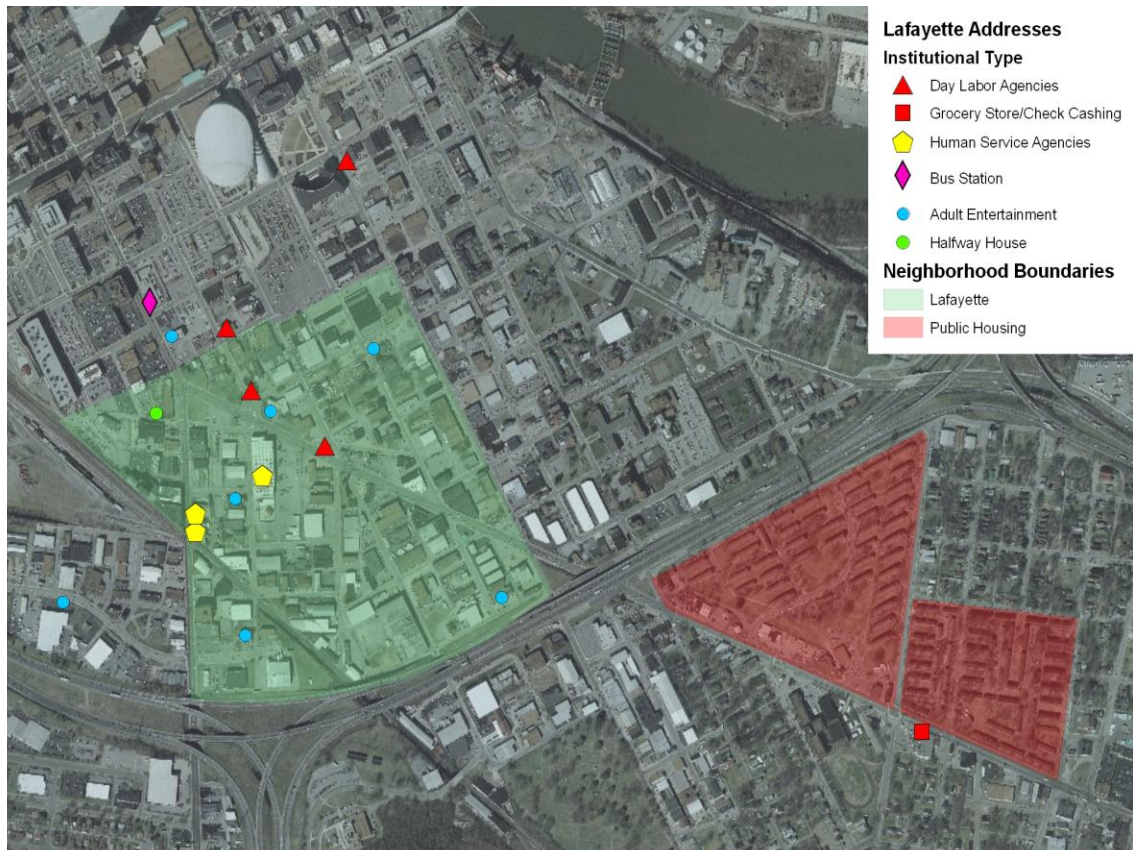 Lafayette Addresses
Institutional Type
Day Labor Agencies
Grocery Store/Check Cashing
Human Service Agencies
Bus Station
Adult Entertainment
Halfway House
Neighborhood Boundaries
Lafayette
Public Housing